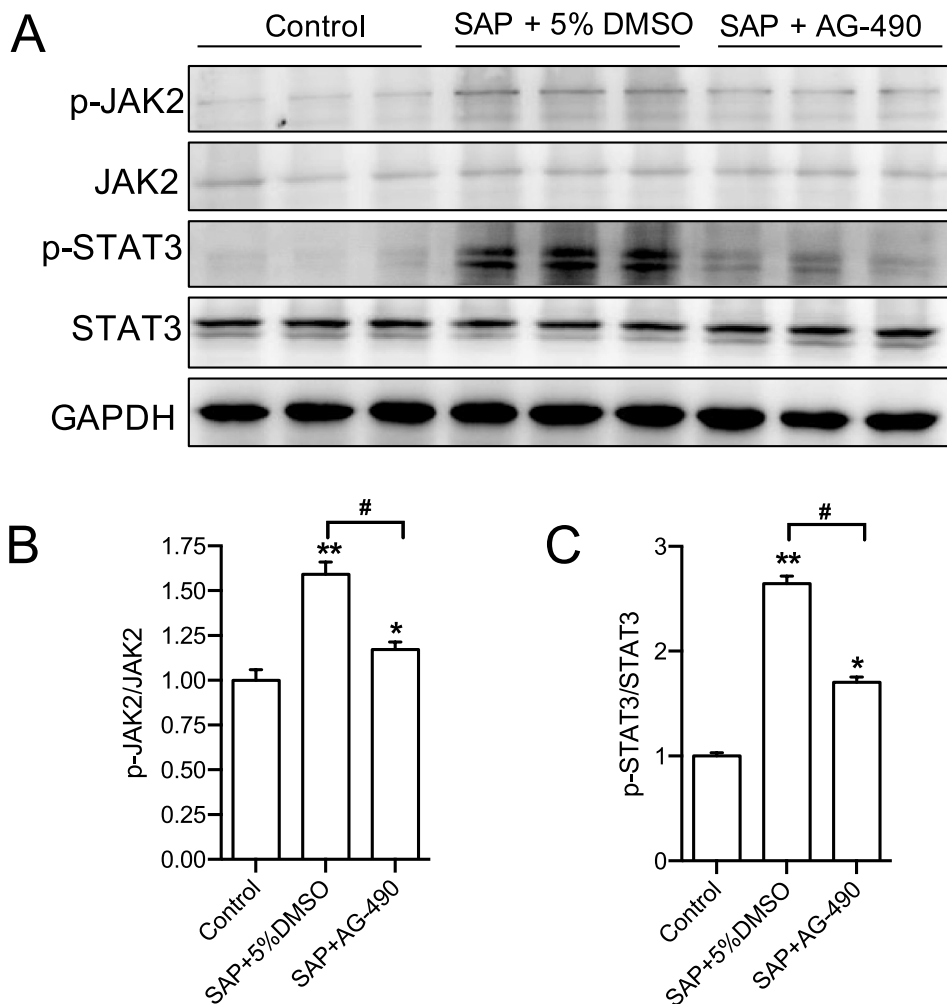 A
Control
SAP + 5% DMSO
SAP + AG-490
p-JAK2
JAK2
p-STAT3
STAT3
GAPDH
B
p-JAK2/JAK2
1.75
1.50
1.25
1.00
0.75
0.50
0.25
0.00
**
#
*
Control
SAP+5%DMSO
SAP+AG-490
C
p-STAT3/STAT3
3
2
1
0
**
#
*
Control
SAP+5%DMSO
SAP+AG-490